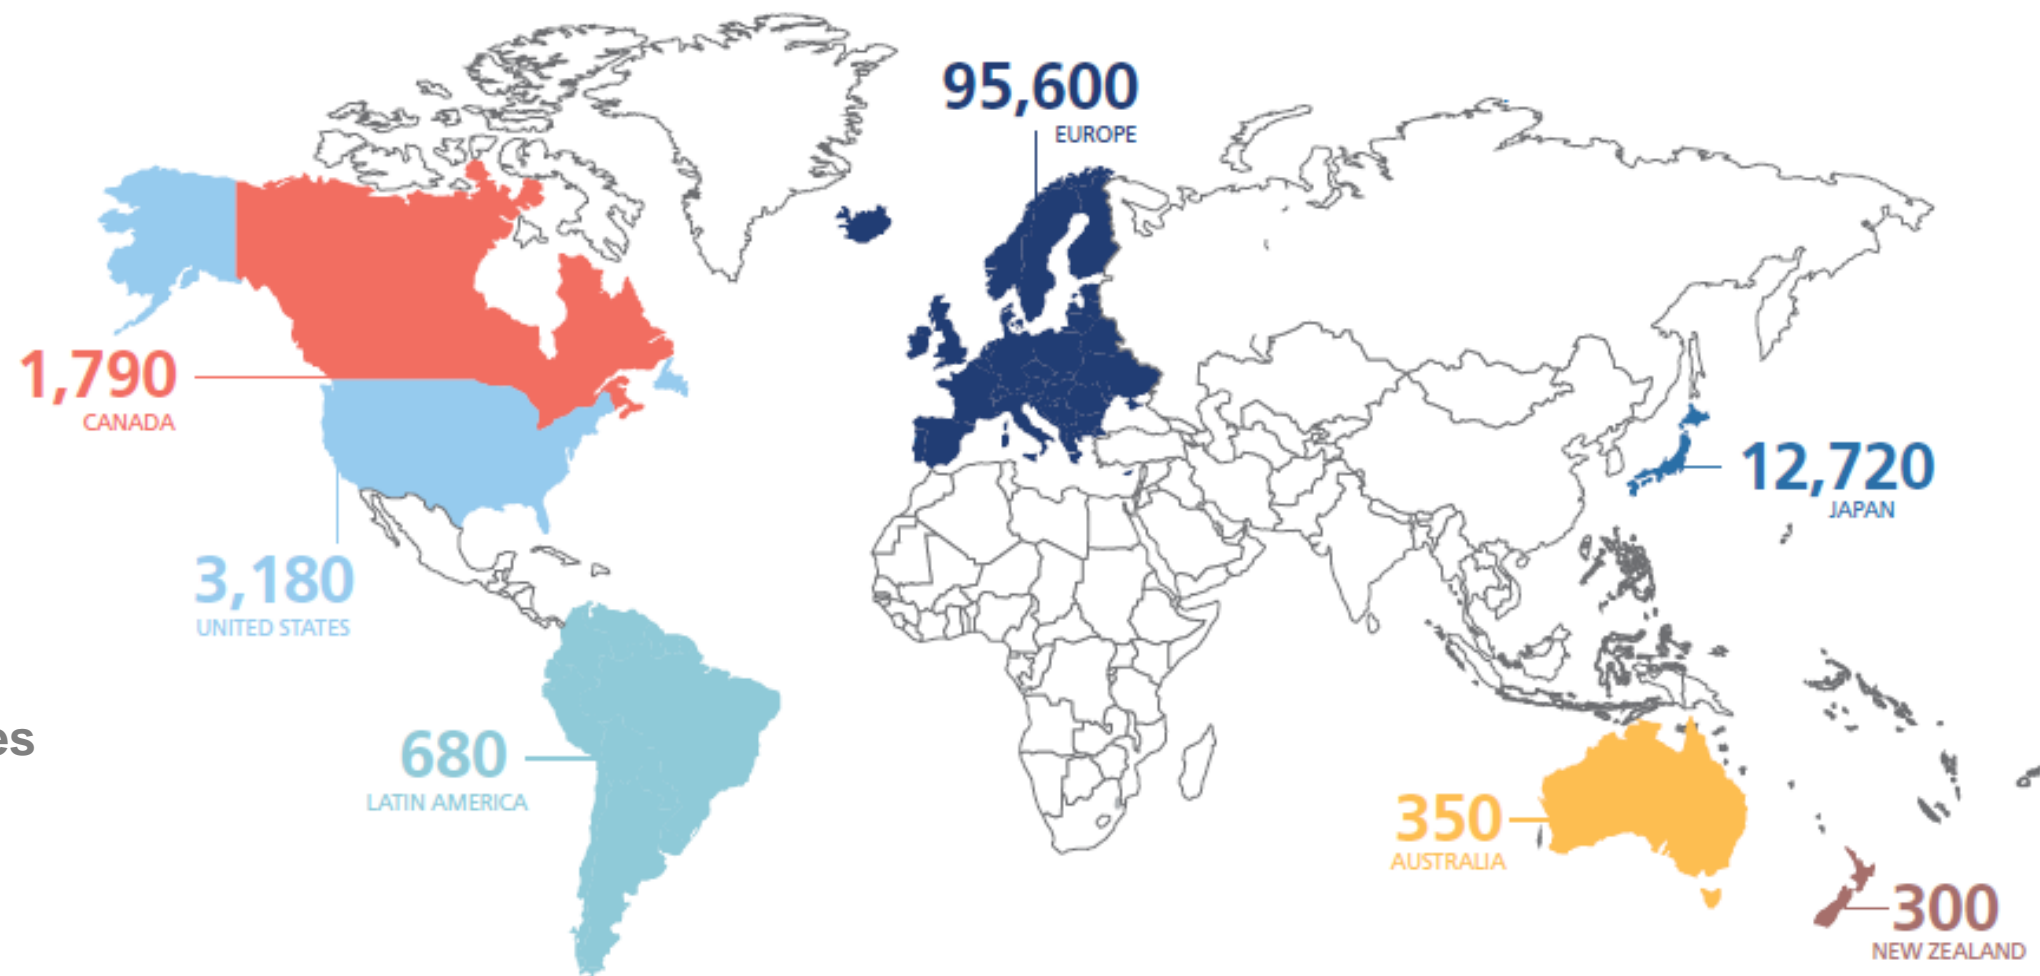 95,600
EUROPE
1,790
CANADA
12,720
JAPAN
3,180
UNITED STATES
es
680
LATIN AMERICA
350
AUSTRALIA
300
NEW ZEALAND